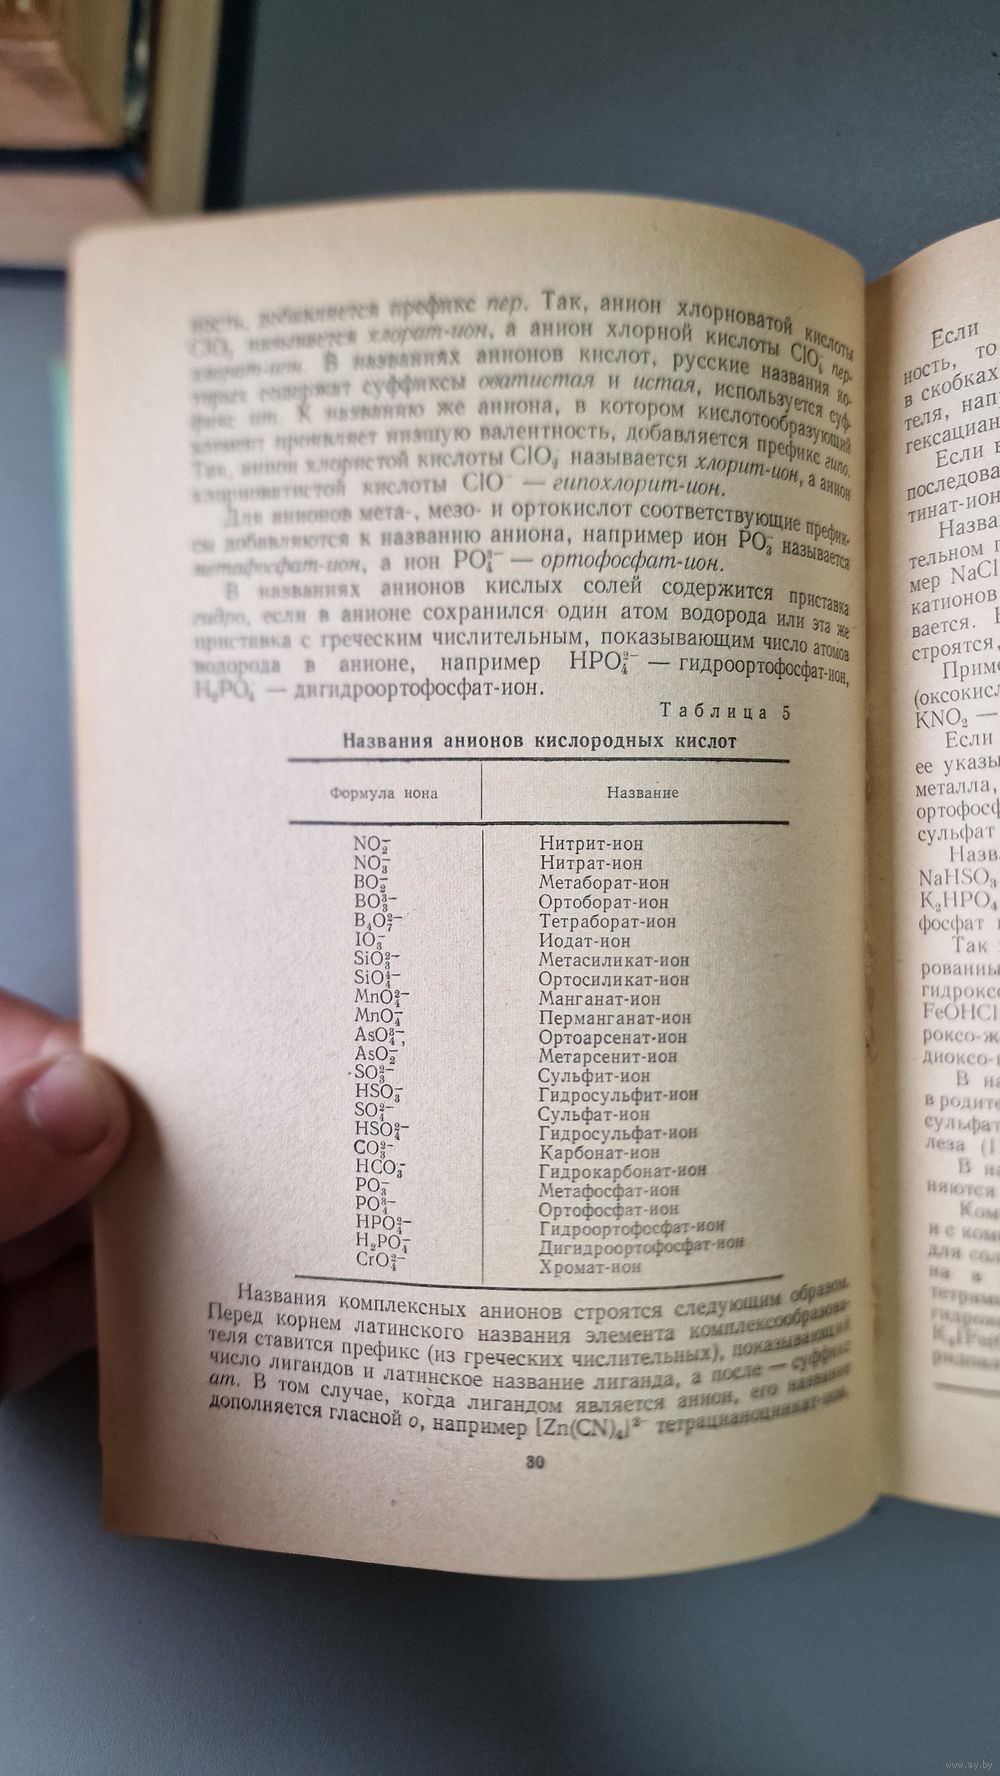 ность, добавляется префикс пер. Так, анион хлорноватой кислоты
ClO₃⁻ называется хлорат-ион, а анион хлорной кислоты ClO₄⁻ пер-
хлорат-ион. В названиях анионов кислот, русские названия ко-
торых содержат суффиксы оватистая и истая, используется суф-
фикс ит. К названию же аниона, в котором кислотообразующий
элемент проявляет низшую валентность, добавляется префикс гипо.
Так, анион хлористой кислоты ClO₂⁻ называется хлорит-ион, а анион
хлорноватистой кислоты ClO⁻ — гипохлорит-ион.
Для анионов мета-, мезо- и ортокислот соответствующие префик-
сы добавляются к названию аниона, например ион PO₃⁻ называется
метафосфат-ион, а ион PO₄³⁻ — ортофосфат-ион.
В названиях анионов кислых солей содержится приставка
гидро, если в анионе сохранился один атом водорода или эта же
приставка с греческим числительным, показывающим число атомов
водорода в анионе, например HPO₄²⁻ — гидроортофосфат-ион,
H₂PO₄⁻ — дигидроортофосфат-ион.
Таблица 5
Названия анионов кислородных кислот
Формула иона Название
NO₂⁻ Нитрит-ион
NO₃⁻ Нитрат-ион
BO₂⁻ Метаборат-ион
BO₃³⁻ Ортоборат-ион
B₄O₇²⁻ Тетраборат-ион
IO₃⁻ Иодат-ион
SiO₃²⁻ Метасиликат-ион
SiO₄⁴⁻ Ортосиликат-ион
MnO₄²⁻ Манганат-ион
MnO₄⁻ Перманганат-ион
AsO₄³⁻, Ортоарсенат-ион
AsO₂⁻ Метарсенит-ион
SO₃²⁻ Сульфит-ион
HSO₃⁻ Гидросульфит-ион
SO₄²⁻ Сульфат-ион
HSO₄²⁻ Гидросульфат-ион
CO₃²⁻ Карбонат-ион
HCO₃⁻ Гидрокарбонат-ион
PO₃⁻ Метафосфат-ион
PO₄³⁻ Ортофосфат-ион
HPO₄²⁻ Гидроортофосфат-ион
H₂PO₄⁻ Дигидроортофосфат-ион
CrO₄²⁻ Хромат-ион
Названия комплексных анионов строятся следующим образом.
Перед корнем латинского названия элемента комплексообразова-
теля ставится префикс (из греческих числительных), показывающий
число лигандов и латинское название лиганда, а после — суффикс
ат. В том случае, когда лигандом является анион, его название
дополняется гласной о, например [Zn(CN)₄]²⁻ тетрацианоцинкат-ион.
30
Если
ность, то
в скобках
теля, нап
гексациан
Если
последова
тинат-ион
Назва
тельном
мер NaCl
катионов
вается.
строятся,
Приме
(оксокисл
KNO₂ —
Если
ее указы
металла,
ортофосф
сульфат
Назв
NaHSO₃
K₂HPO₄
фосфат
Так
рованны
гидроксо
FeOHCl
роксо-ж
диоксо-
В на
в родите
сульфат
леза
В на
няются
Ком
и с ком
для сол
на в
тетрам
гидрок
www.ay.by